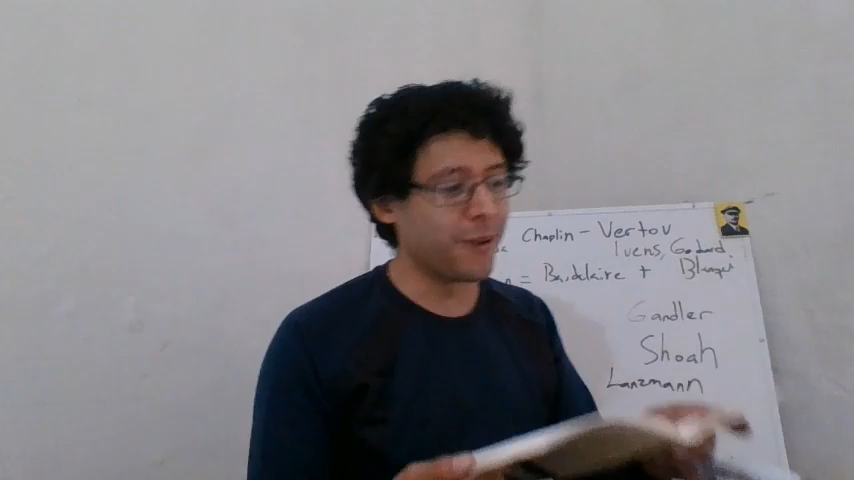 Chaplin - Vertov
Ivens, Godard.
= Baudelaire + Blanqui
Gandler
Shoah
Lanzmann